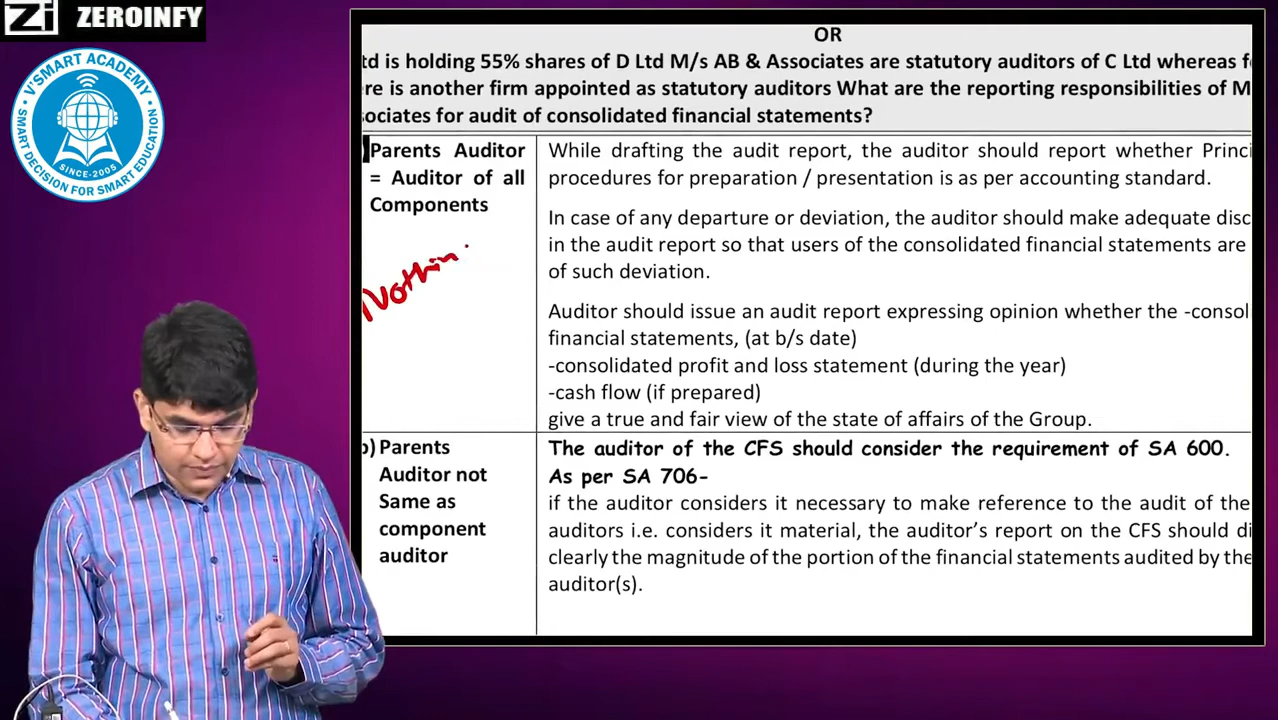 Zi ZEROINFY
V'SMART ACADEMY
SINCE-2005
SMART DECISION FOR SMART EDUCATION
OR
td is holding 55% shares of D Ltd M/s AB & Associates are statutory auditors of C Ltd whereas f
re is another firm appointed as statutory auditors What are the reporting responsibilities of M
sociates for audit of consolidated financial statements?
Parents Auditor
= Auditor of all
Components
Nothin
While drafting the audit report, the auditor should report whether Princi
procedures for preparation / presentation is as per accounting standard.
In case of any departure or deviation, the auditor should make adequate disc
in the audit report so that users of the consolidated financial statements are
of such deviation.
Auditor should issue an audit report expressing opinion whether the -consol
financial statements, (at b/s date)
-consolidated profit and loss statement (during the year)
-cash flow (if prepared)
give a true and fair view of the state of affairs of the Group.
b) Parents
Auditor not
Same as
component
auditor
The auditor of the CFS should consider the requirement of SA 600.
As per SA 706-
if the auditor considers it necessary to make reference to the audit of the
auditors i.e. considers it material, the auditor's report on the CFS should di
clearly the magnitude of the portion of the financial statements audited by the
auditor(s).